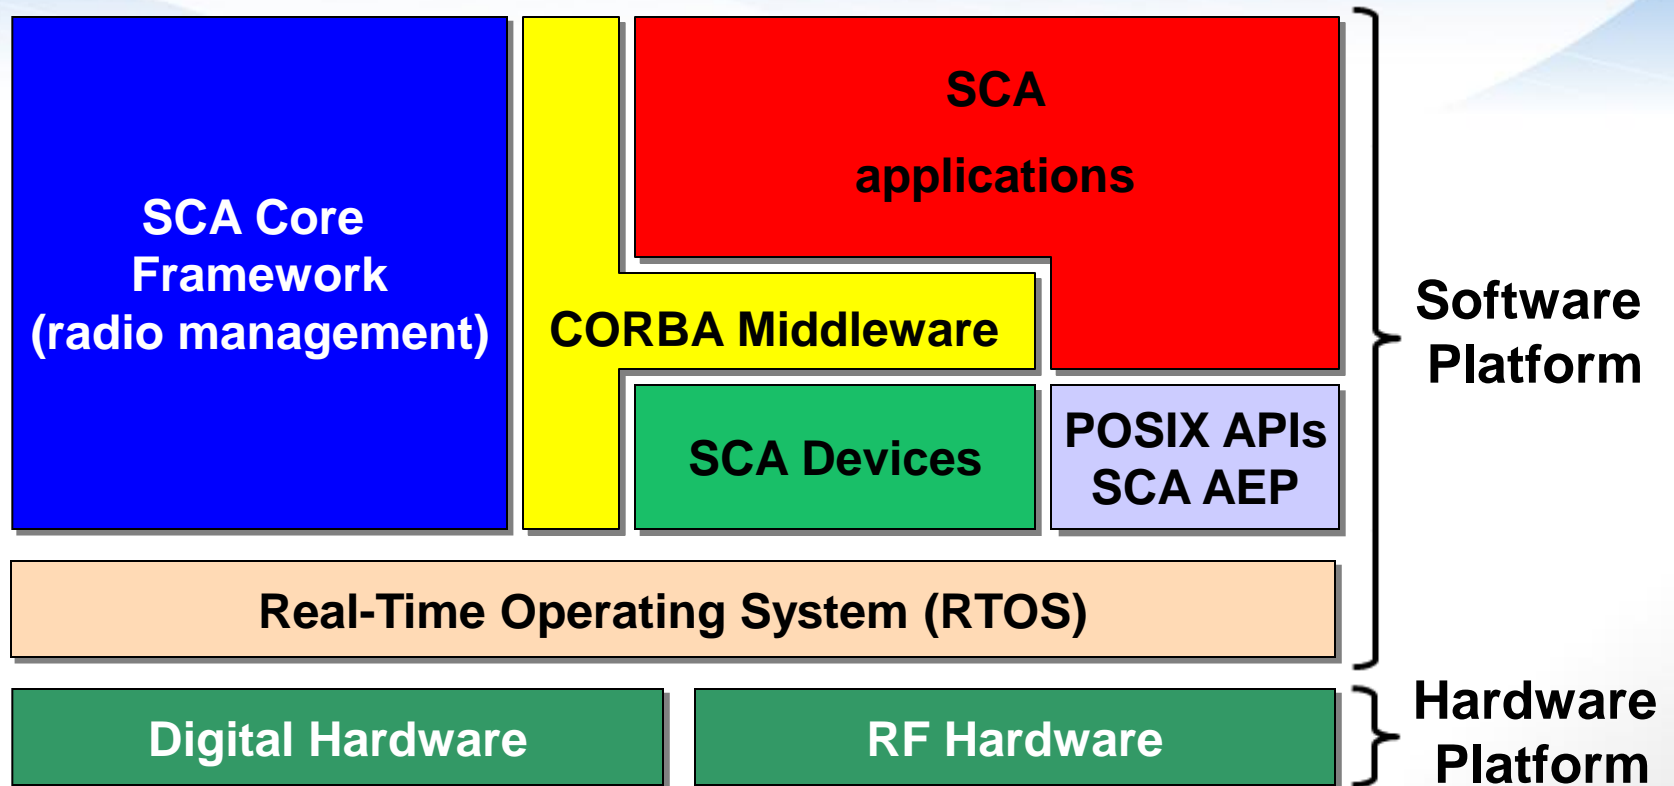 SCA Core
Framework
(radio management)
SCA
applications
CORBA Middleware
SCA Devices
POSIX APIs
SCA AEP
Real-Time Operating System (RTOS)
Digital Hardware
RF Hardware
Software
Platform
Hardware
Platform